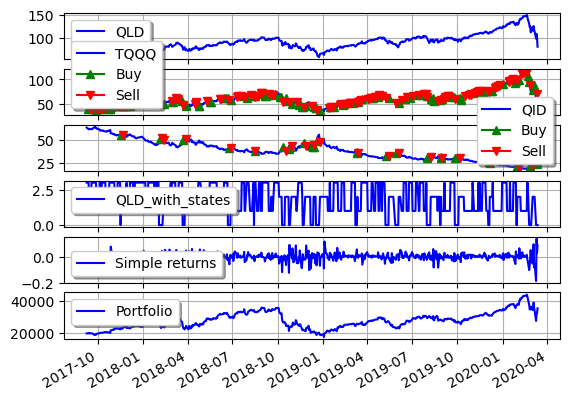 150
100
QLD
TQQQ
Buy
Sell
100
50
QID
Buy
Sell
50
25
2.5
0.0
QLD_with_states
0.0
−0.2
Simple returns
40000
20000
Portfolio
2017-10
2018-01
2018-04
2018-07
2018-10
2019-01
2019-04
2019-07
2019-10
2020-01
2020-04